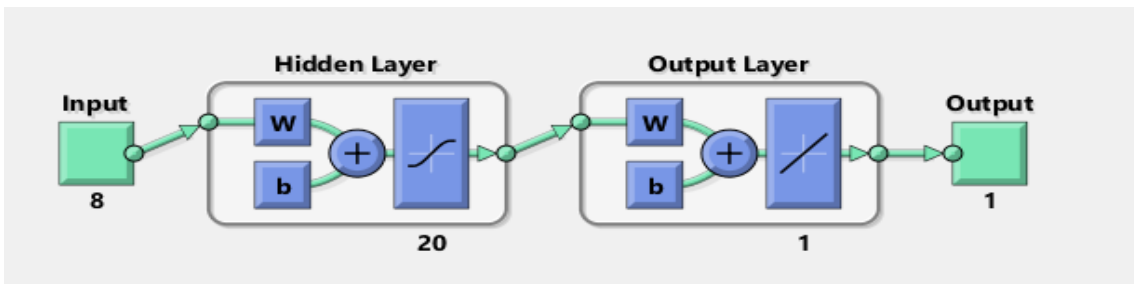 Hidden Layer
Output Layer
Input
Output
W
b
+
W
b
+
8
20
1
1